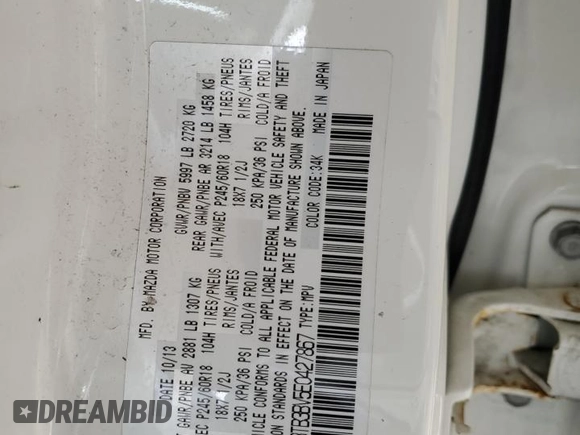 MFD. BY MAZDA MOTOR CORPORATION
DATE 10/13 GVWR/PNBV 5997 LB 2720 KG
GAWR/PNBE AV 2881 LB 1307 KG REAR GAWR/PNBE AR 3214 LB 1458 KG
P245/60R18 104H TIRES/PNEUS WITH/AVEC P245/60R18 104H TIRES/PNEUS
18X7 1/2J RIMS/JANTES 18X7 1/2J RIMS/JANTES
250 KPA/36 PSI COLD/A FROID 250 KPA/36 PSI COLD/A FROID
CONFORMS TO ALL APPLICABLE FEDERAL MOTOR VEHICLE SAFETY AND THEFT
STANDARDS IN EFFECT ON THE DATE OF MANUFACTURE SHOWN ABOVE.
TB3BV5E0427867 TYPE:MPV COLOR CODE:34K MADE IN JAPAN
DREAMBID
.COM